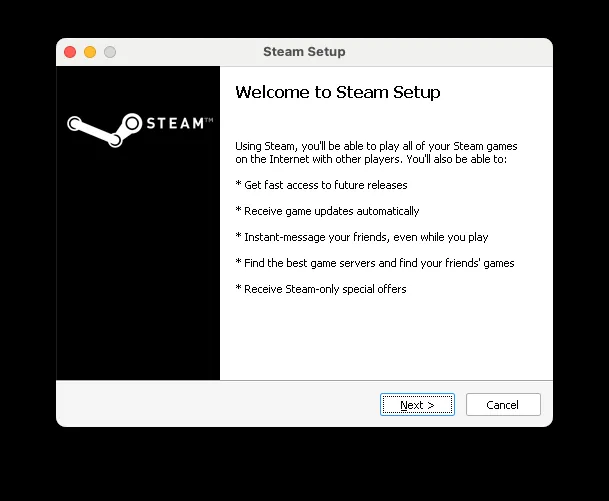 Steam Setup
STEAM™
Welcome to Steam Setup
Using Steam, you'll be able to play all of your Steam games
on the Internet with other players. You'll also be able to:
* Get fast access to future releases
* Receive game updates automatically
* Instant-message your friends, even while you play
* Find the best game servers and find your friends' games
* Receive Steam-only special offers
Next >
Cancel